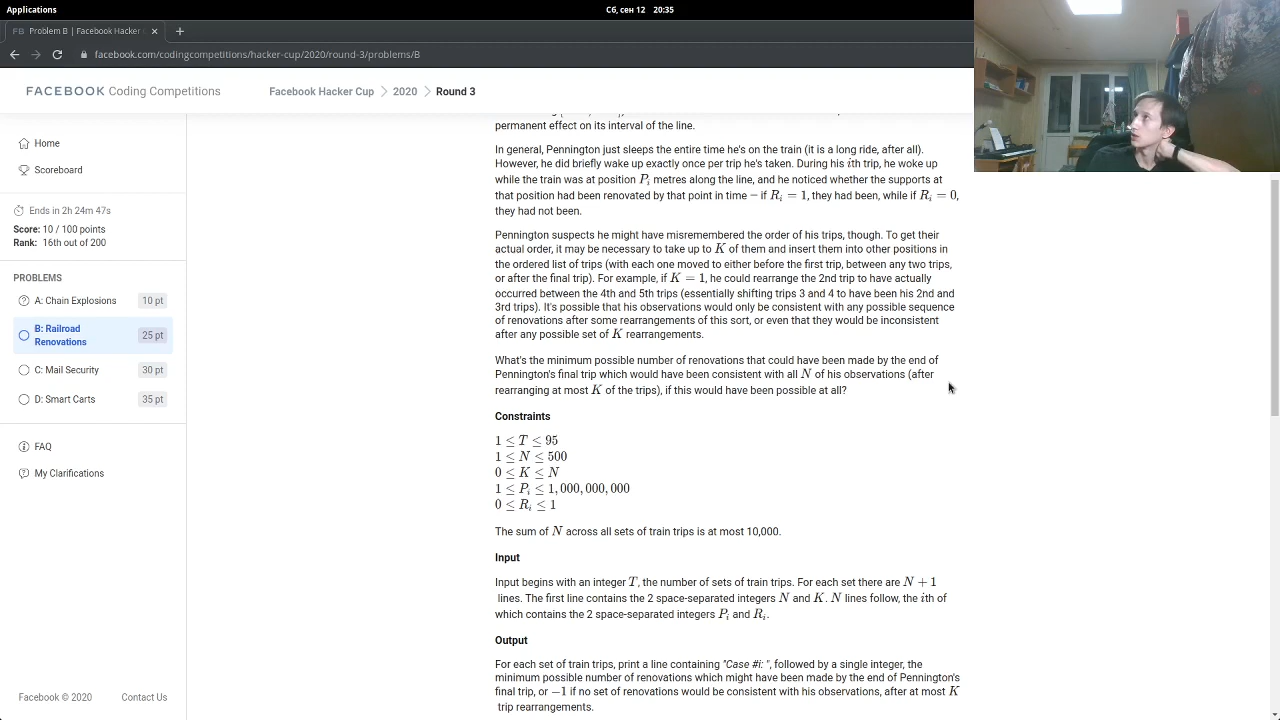 Applications
Сб, сен 12 20:35
FB Problem B | Facebook Hacker
facebook.com/codingcompetitions/hacker-cup/2020/round-3/problems/B
FACEBOOK Coding Competitions
Facebook Hacker Cup
2020
Round 3
Home
Scoreboard
Ends in 2h 24m 47s
Score: 10 / 100 points
Rank: 16th out of 200
PROBLEMS
A: Chain Explosions 10 pt
B: Railroad Renovations 25 pt
C: Mail Security 30 pt
D: Smart Carts 35 pt
FAQ
My Clarifications
Facebook © 2020 Contact Us
permanent effect on its interval of the line.
In general, Pennington just sleeps the entire time he's on the train (it is a long ride, after all).
However, he did briefly wake up exactly once per trip he's taken. During his ith trip, he woke up
while the train was at position P_i metres along the line, and he noticed whether the supports at
that position had been renovated by that point in time – if R_i = 1, they had been, while if R_i = 0,
they had not been.
Pennington suspects he might have misremembered the order of his trips, though. To get their
actual order, it may be necessary to take up to K of them and insert them into other positions in
the ordered list of trips (with each one moved to either before the first trip, between any two trips,
or after the final trip). For example, if K = 1, he could rearrange the 2nd trip to have actually
occurred between the 4th and 5th trips (essentially shifting trips 3 and 4 to have been his 2nd and
3rd trips). It's possible that his observations would only be consistent with any possible sequence
of renovations after some rearrangements of this sort, or even that they would be inconsistent
after any possible set of K rearrangements.
What's the minimum possible number of renovations that could have been made by the end of
Pennington's final trip which would have been consistent with all N of his observations (after
rearranging at most K of the trips), if this would have been possible at all?
Constraints
1 ≤ T ≤ 95
1 ≤ N ≤ 500
0 ≤ K ≤ N
1 ≤ P_i ≤ 1,000,000,000
0 ≤ R_i ≤ 1
The sum of N across all sets of train trips is at most 10,000.
Input
Input begins with an integer T, the number of sets of train trips. For each set there are N + 1
lines. The first line contains the 2 space-separated integers N and K. N lines follow, the ith of
which contains the 2 space-separated integers P_i and R_i.
Output
For each set of train trips, print a line containing "Case #i: ", followed by a single integer, the
minimum possible number of renovations which might have been made by the end of Pennington's
final trip, or −1 if no set of renovations would be consistent with his observations, after at most K
trip rearrangements.